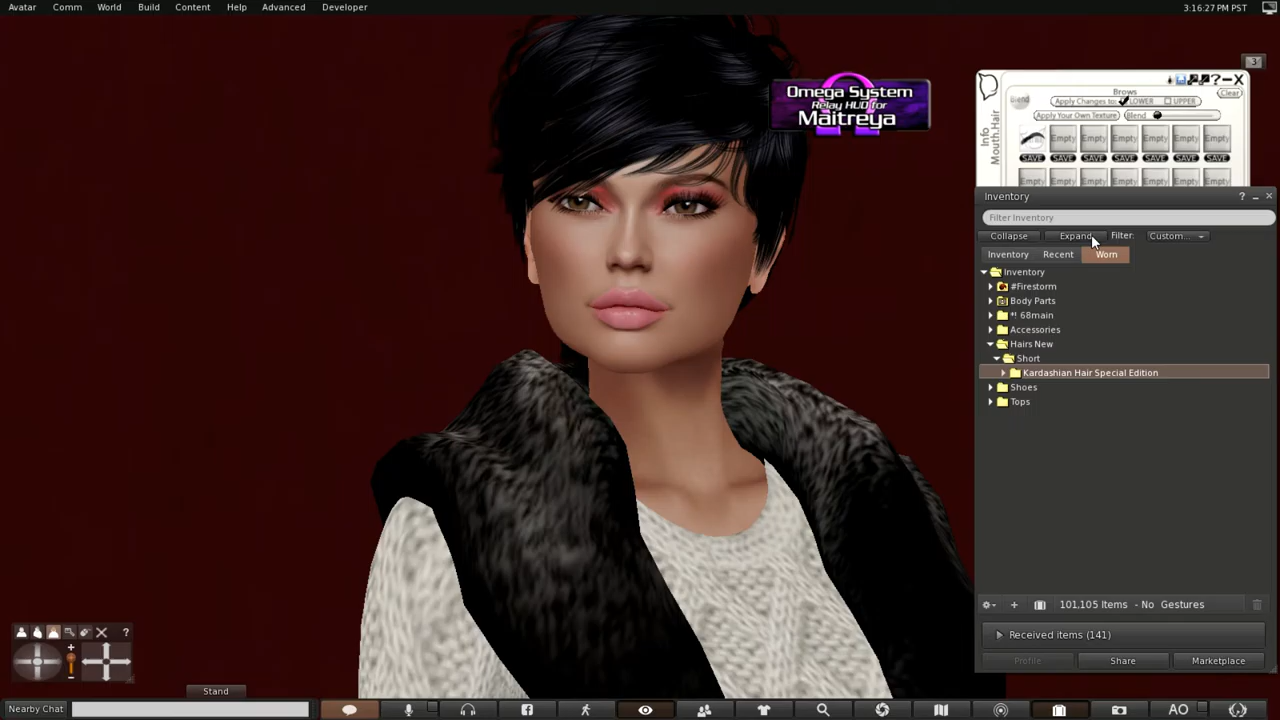 Avatar Comm World Build Content Help Advanced Developer 3:16:27 PM PST
3
Omega System
Relay HUD for
Maitreya
Brows
Clear
Blend
Apply Changes to: LOWER UPPER
Apply Your Own Texture Blend
Info
Mouth.Hair
Empty Empty Empty Empty Empty Empty
SAVE SAVE SAVE SAVE SAVE SAVE SAVE
Inventory
Filter Inventory
Collapse Expand Filter: Custom...
Inventory Recent Worn
Inventory
#Firestorm
Body Parts
*! 68main
Accessories
Hairs New
Short
Kardashian Hair Special Edition
Shoes
Tops
101,105 Items - No Gestures
Received items (141)
Profile Share Marketplace
Stand
Nearby Chat
AO